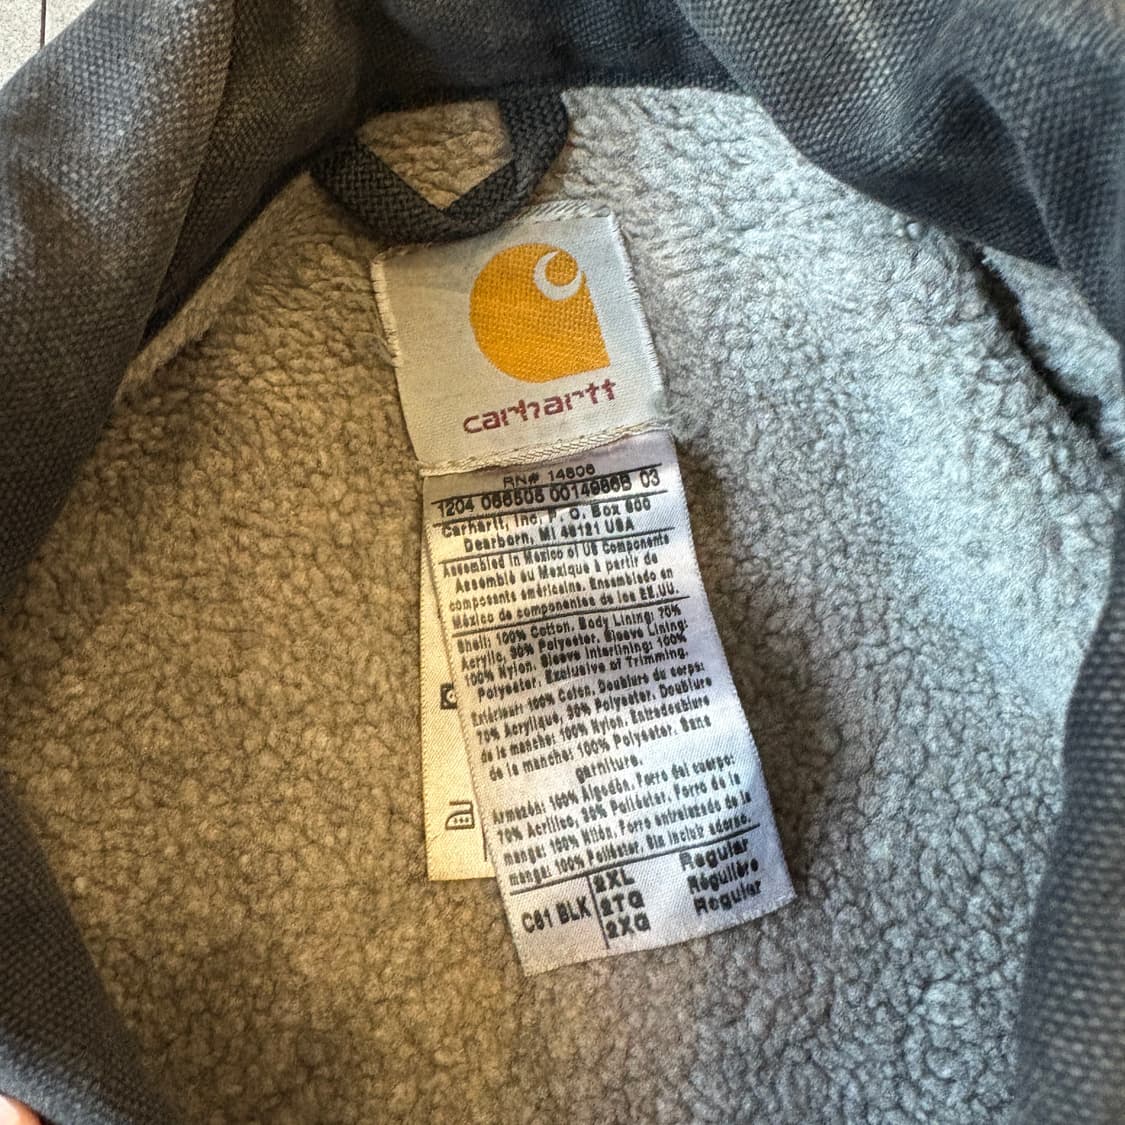 carhartt
RN# 14806
1204 066505 0014986B 03
Carhartt, Inc. P. O. Box 600
Dearborn, MI 48121 USA
Assembled in Mexico of US Components
Assemblé au Mexique à partir de
composants américains. Ensamblado en
México de componentes de los EE.UU.
Shell: 100% Cotton. Body Lining: 70%
Acrylic, 30% Polyester. Sleeve Lining:
100% Nylon. Sleeve Interlining: 100%
Polyester. Exclusive of Trimming.
Extérieur: 100% Coton. Doublure du corps:
70% Acrylique, 30% Polyester. Doublure
de la manche: 100% Nylon. Entredoublure
de la manche: 100% Polyester. Sans
garniture.
Armazón: 100% Algodón. Forro del cuerpo:
70% Acrílico, 30% Poliéster. Forro de la
manga: 100% Nilón. Forro entrelazado de la
manga: 100% Poliéster. Sin incluir adorno.
C61 BLK 2XL Regular
2TG Régulière
2XG Regular